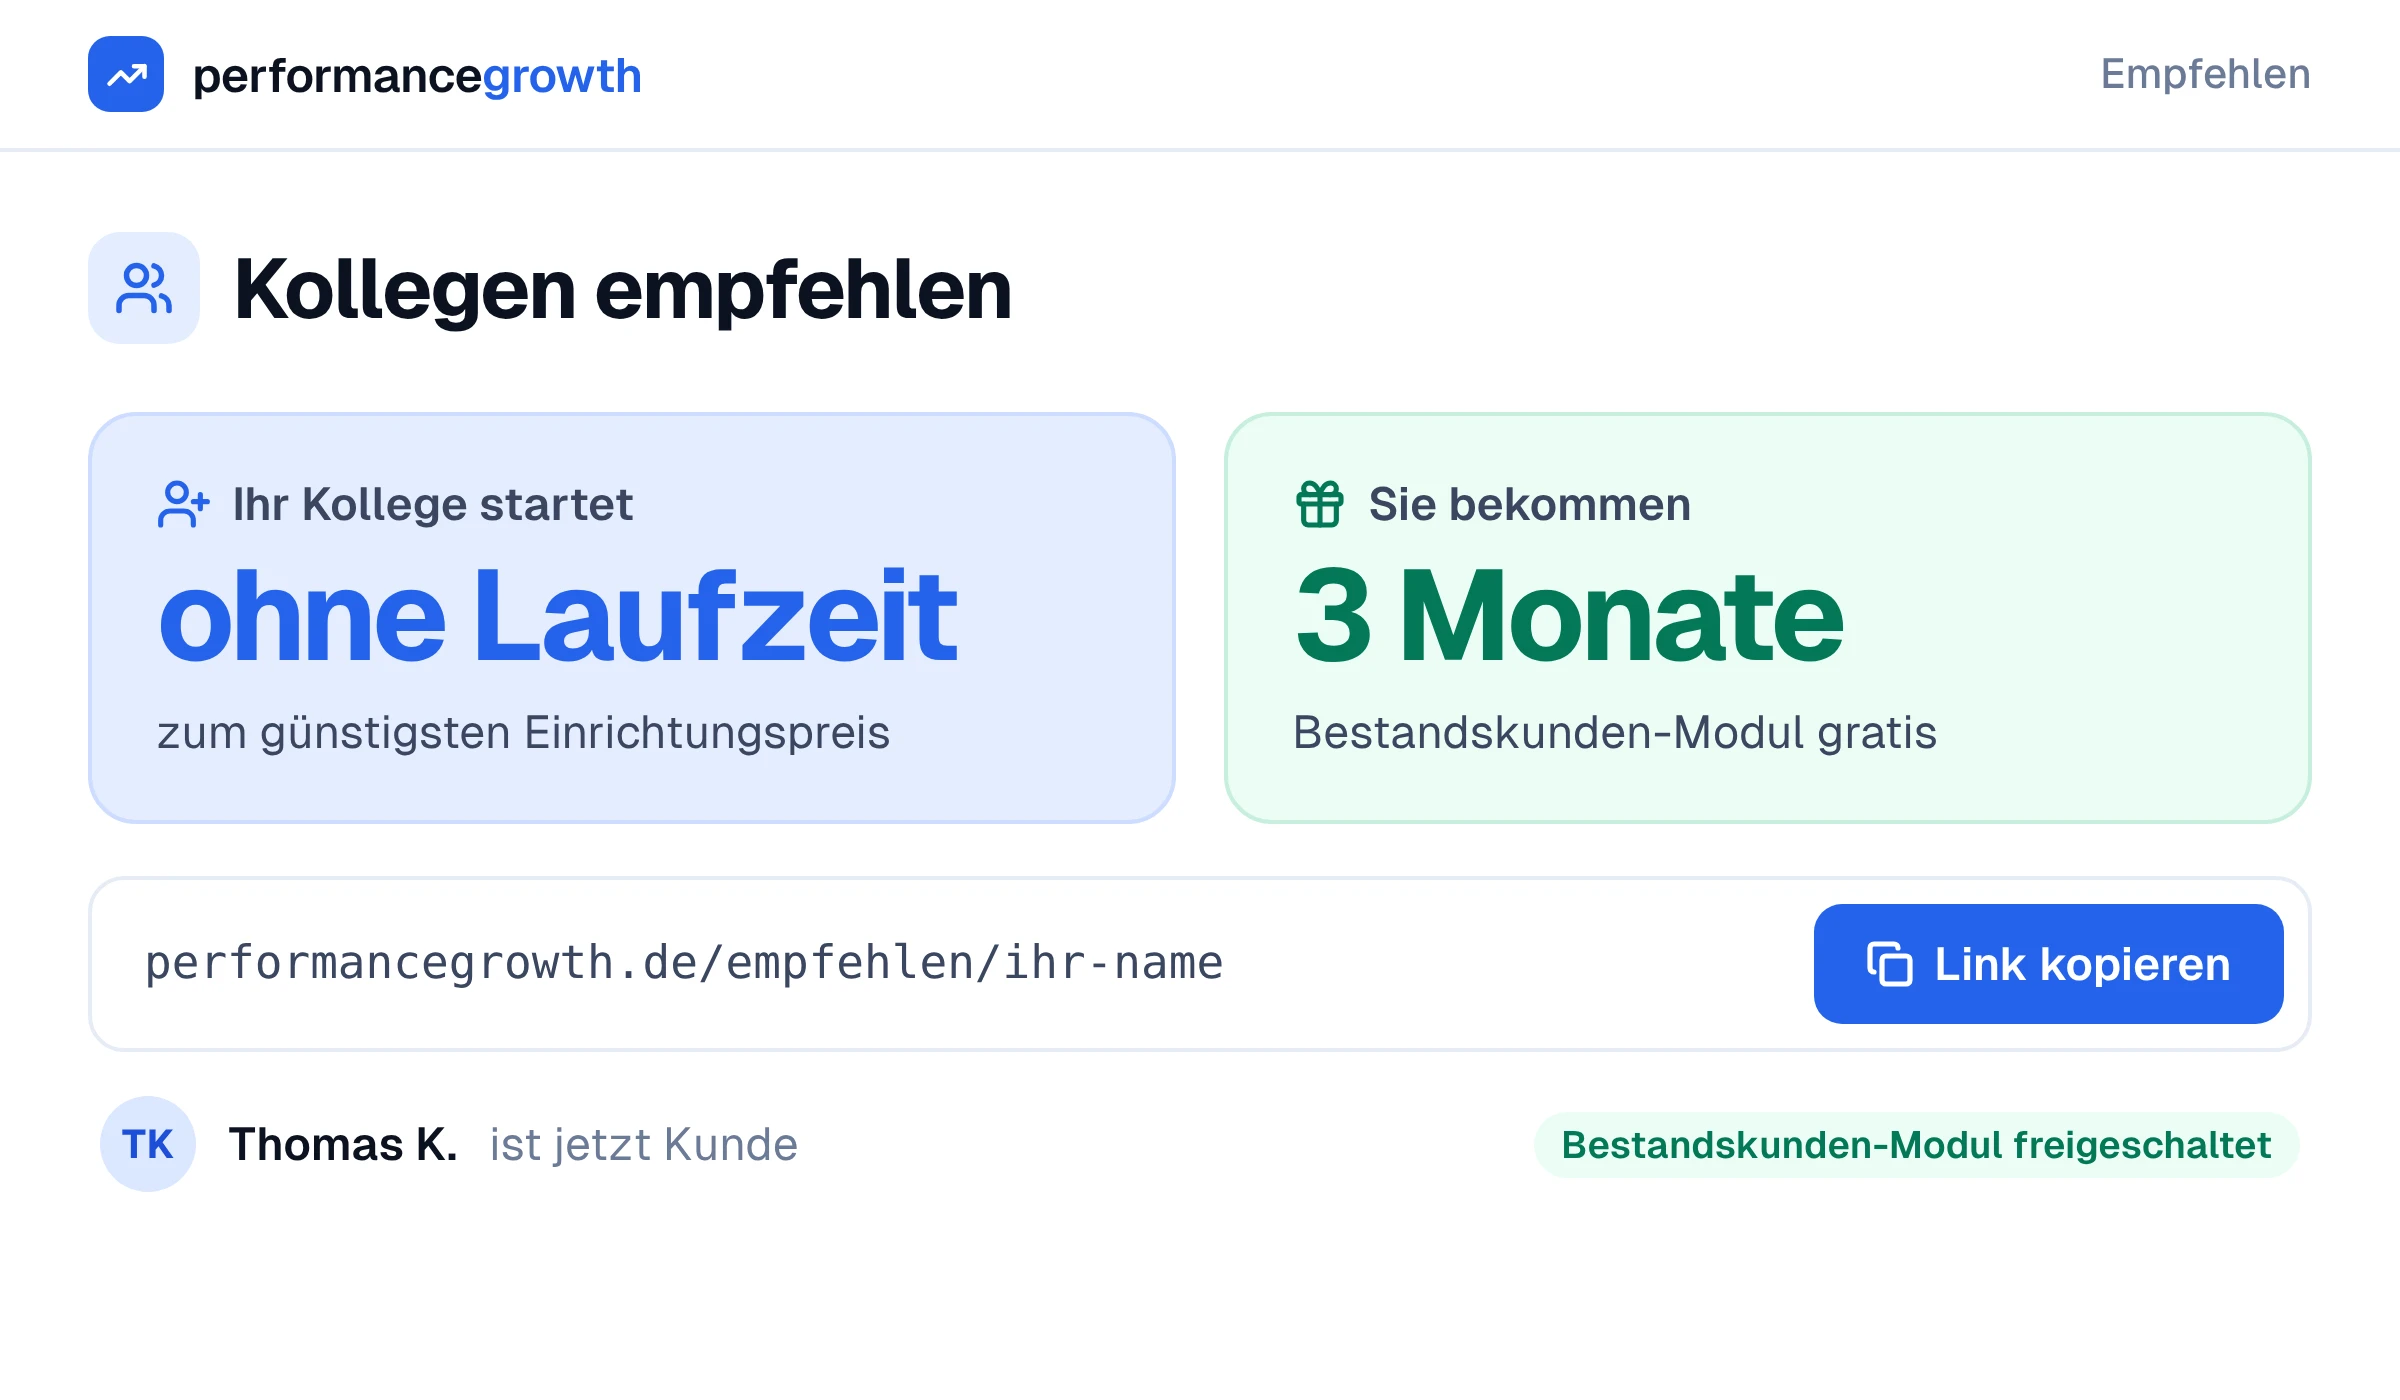 performancegrowth
Empfehlen
Kollegen empfehlen
Ihr Kollege startet
ohne Laufzeit
zum günstigsten Einrichtungspreis
Sie bekommen
3 Monate
Bestandskunden-Modul gratis
performancegrowth.de/empfehlen/ihr-name
Link kopieren
TK
Thomas K. ist jetzt Kunde
Bestandskunden-Modul freigeschaltet